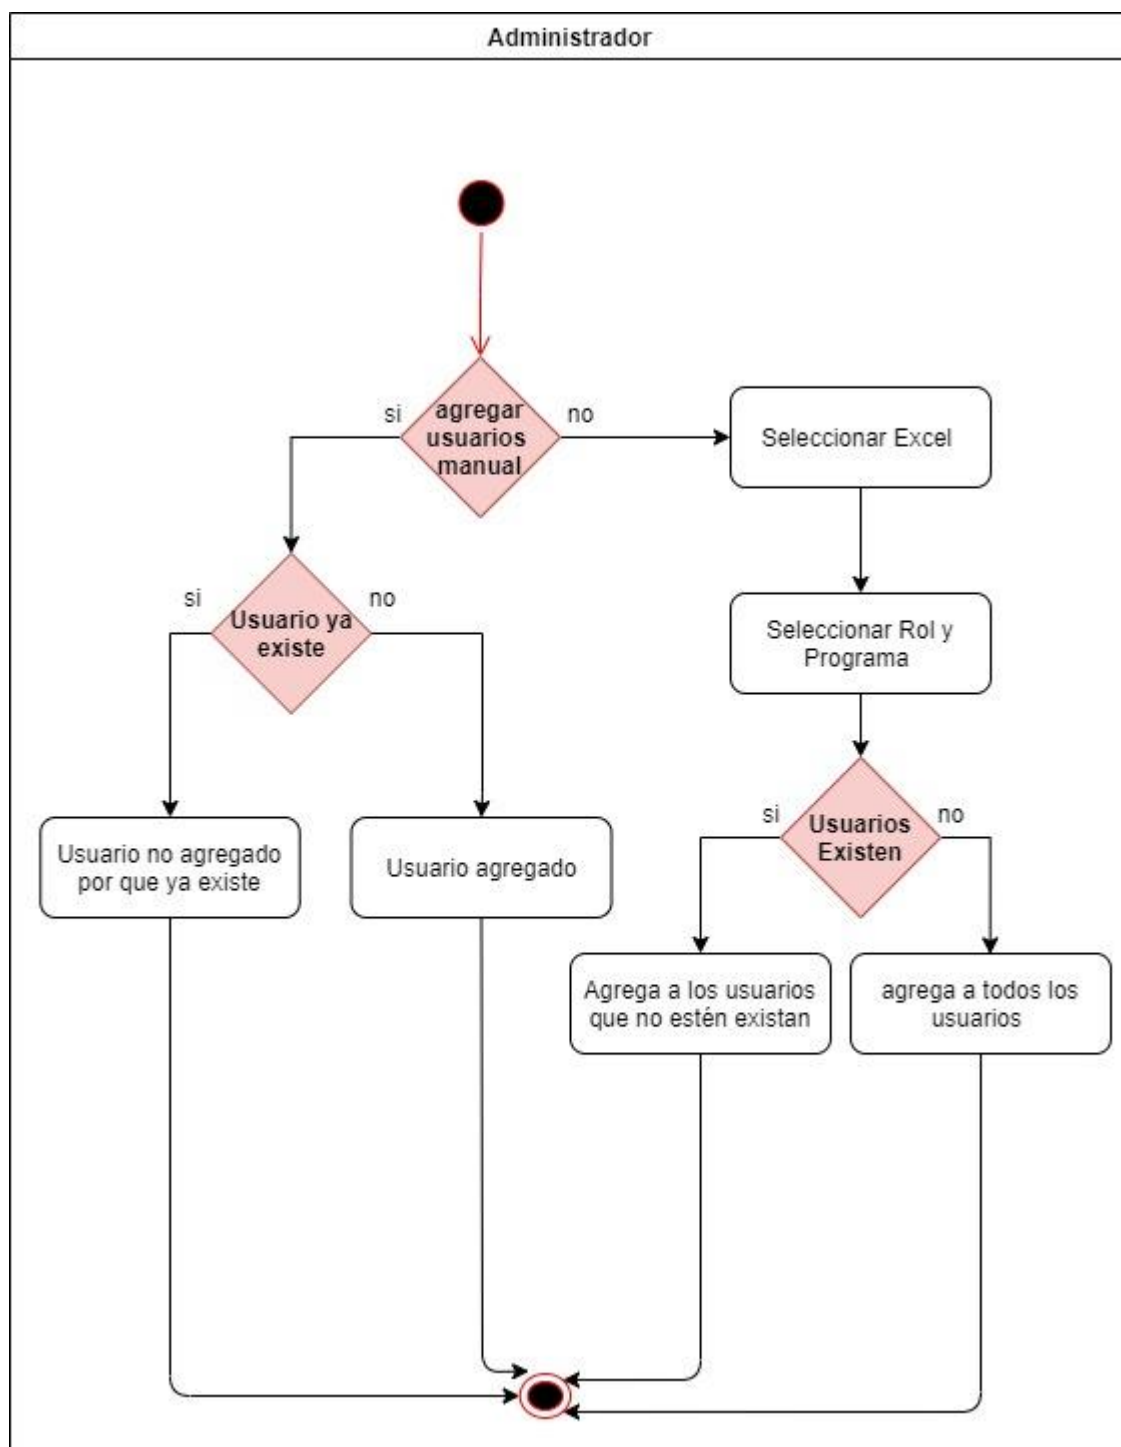 Administrador
si
agregar
usuarios
manual
no
Seleccionar Excel
si
Usuario ya
existe
no
Seleccionar Rol y
Programa
Usuario no agregado
por que ya existe
Usuario agregado
si
Usuarios
Existen
no
Agrega a los usuarios
que no estén existan
agrega a todos los
usuarios